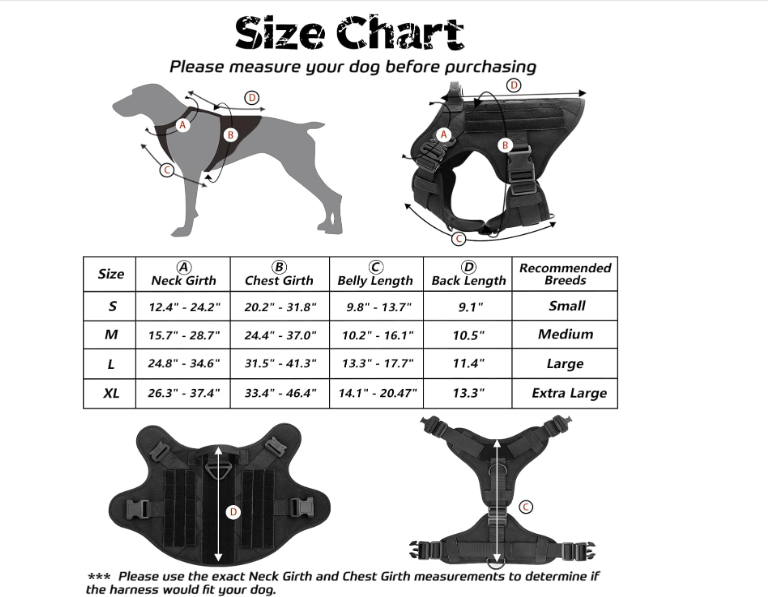 Size Chart
Please measure your dog before purchasing
D
A
B
C
D
A
B
C
Size A Neck Girth B Chest Girth C Belly Length D Back Length Recommended Breeds
S 12.4" - 24.2" 20.2" - 31.8" 9.8" - 13.7" 9.1" Small
M 15.7" - 28.7" 24.4" - 37.0" 10.2" - 16.1" 10.5" Medium
L 24.8" - 34.6" 31.5" - 41.3" 13.3" - 17.7" 11.4" Large
XL 26.3" - 37.4" 33.4" - 46.4" 14.1" - 20.47" 13.3" Extra Large
D
C
*** Please use the exact Neck Girth and Chest Girth measurements to determine if
the harness would fit your dog.